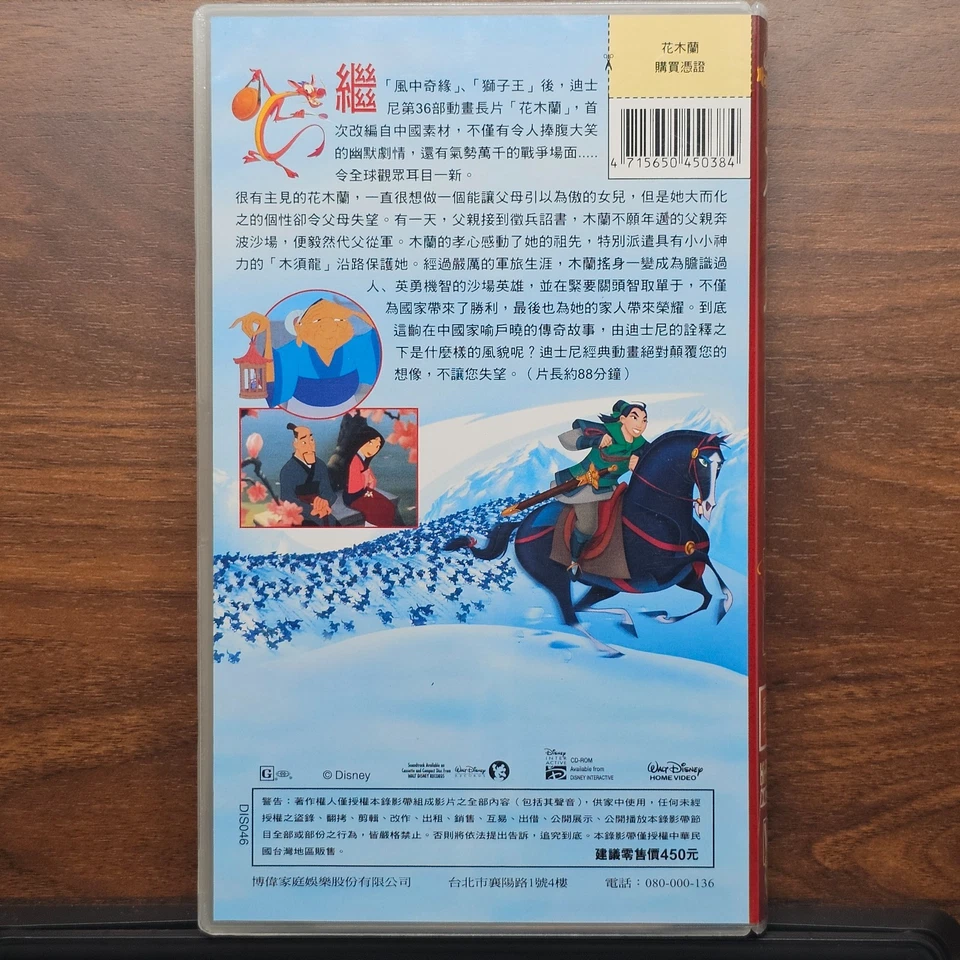 花木蘭
購買憑證
4 715650 450384
繼「風中奇緣」、「獅子王」後，迪士
尼第36部動畫長片「花木蘭」，首
次改編自中國素材，不僅有令人捧腹大笑
的幽默劇情，還有氣勢萬千的戰爭場面.....
令全球觀眾耳目一新。
很有主見的花木蘭，一直很想做一個能讓父母引以為傲的女兒，但是她大而化
之的個性卻令父母失望。有一天，父親接到徵兵詔書，木蘭不願年邁的父親奔
波沙場，便毅然代父從軍。木蘭的孝心感動了她的祖先，特別派遣具有小小神
力的「木須龍」沿路保護她。經過嚴厲的軍旅生涯，木蘭搖身一變成為膽識過
人、英勇機智的沙場英雄，並在緊要關頭智取單于，不僅
為國家帶來了勝利，最後也為她的家人帶來榮耀。到底
這齣在中國家喻戶曉的傳奇故事，由迪士尼的詮釋之
下是什麼樣的風貌呢？迪士尼經典動畫絕對顛覆您的
想像，不讓您失望。（片長約88分鐘）
G
© Disney
Soundtrack Available on
Cassette and Compact Disc From
WALT DISNEY RECORDS
Walt Disney
RECORDS
Disney
INTER
ACTIVE
CD-ROM
Available from
DISNEY INTERACTIVE
Walt Disney
HOME VIDEO
DIS046
警告：著作權人僅授權本錄影帶組成影片之全部內容（包括其聲音），供家中使用，任何未經
授權之盜錄、翻拷、剪輯、改作、出租、銷售、互易、出借、公開展示、公開播放本錄影帶節
目全部或部份之行為，皆嚴格禁止。否則將依法提出告訴，追究到底。本錄影帶僅授權中華民
國台灣地區販售。
建議零售價450元
博偉家庭娛樂股份有限公司 台北市襄陽路1號4樓 電話：080-000-136